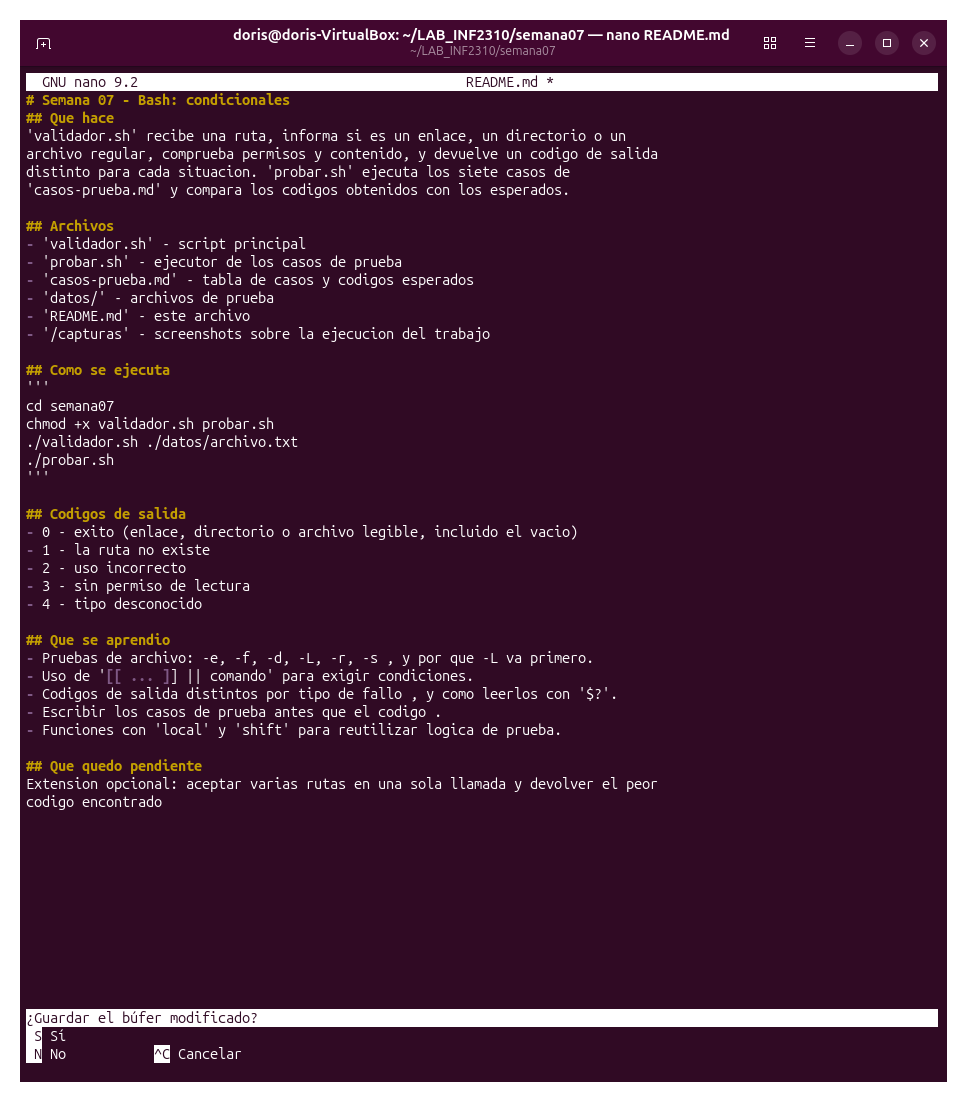 doris@doris-VirtualBox: ~/LAB_INF2310/semana07 — nano README.md
~/LAB_INF2310/semana07
GNU nano 9.2 README.md *
# Semana 07 - Bash: condicionales
## Que hace
'validador.sh' recibe una ruta, informa si es un enlace, un directorio o un
archivo regular, comprueba permisos y contenido, y devuelve un codigo de salida
distinto para cada situacion. 'probar.sh' ejecuta los siete casos de
'casos-prueba.md' y compara los codigos obtenidos con los esperados.

## Archivos
- 'validador.sh' - script principal
- 'probar.sh' - ejecutor de los casos de prueba
- 'casos-prueba.md' - tabla de casos y codigos esperados
- 'datos/' - archivos de prueba
- 'README.md' - este archivo
- '/capturas' - screenshots sobre la ejecucion del trabajo

## Como se ejecuta
'''
cd semana07
chmod +x validador.sh probar.sh
./validador.sh ./datos/archivo.txt
./probar.sh
'''

## Codigos de salida
- 0 - exito (enlace, directorio o archivo legible, incluido el vacio)
- 1 - la ruta no existe
- 2 - uso incorrecto
- 3 - sin permiso de lectura
- 4 - tipo desconocido

## Que se aprendio
- Pruebas de archivo: -e, -f, -d, -L, -r, -s , y por que -L va primero.
- Uso de '[[ ... ]] || comando' para exigir condiciones.
- Codigos de salida distintos por tipo de fallo , y como leerlos con '$?'.
- Escribir los casos de prueba antes que el codigo .
- Funciones con 'local' y 'shift' para reutilizar logica de prueba.

## Que quedo pendiente
Extension opcional: aceptar varias rutas en una sola llamada y devolver el peor
codigo encontrado

¿Guardar el búfer modificado?
S Sí
N No ^C Cancelar